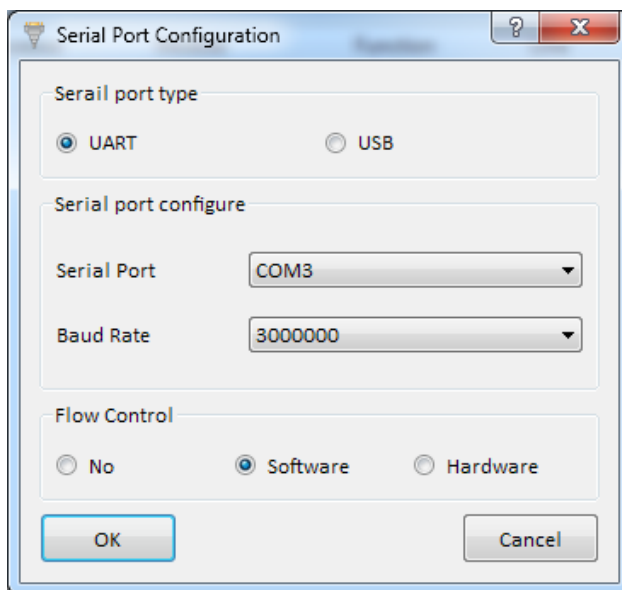 Serial Port Configuration
Function
Serail port type
UART USB
Serial port configure
Serial Port COM3
Baud Rate 3000000
Flow Control
No Software Hardware
OK Cancel